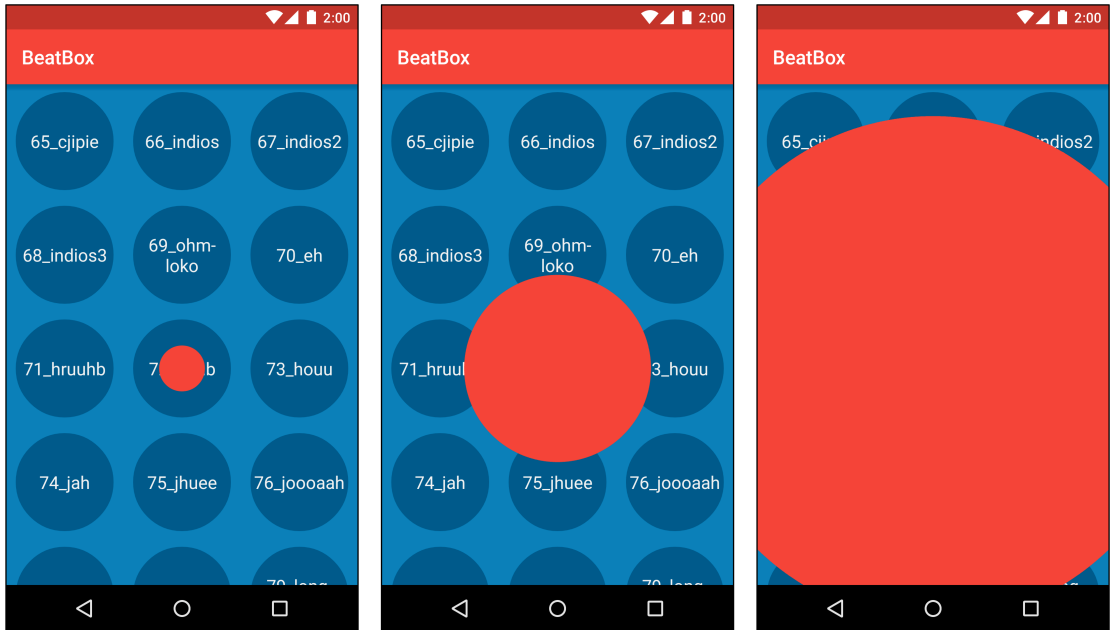 2:00
BeatBox
65_cjipie 66_indios 67_indios2
68_indios3 69_ohm-
loko 70_eh
71_hruuhb 73_houu
74_jah 75_jhuee 76_joooaah
2:00
BeatBox
65_cjipie 66_indios 67_indios2
68_indios3 69_ohm-
loko 70_eh
74_jah 75_jhuee 76_joooaah
2:00
BeatBox